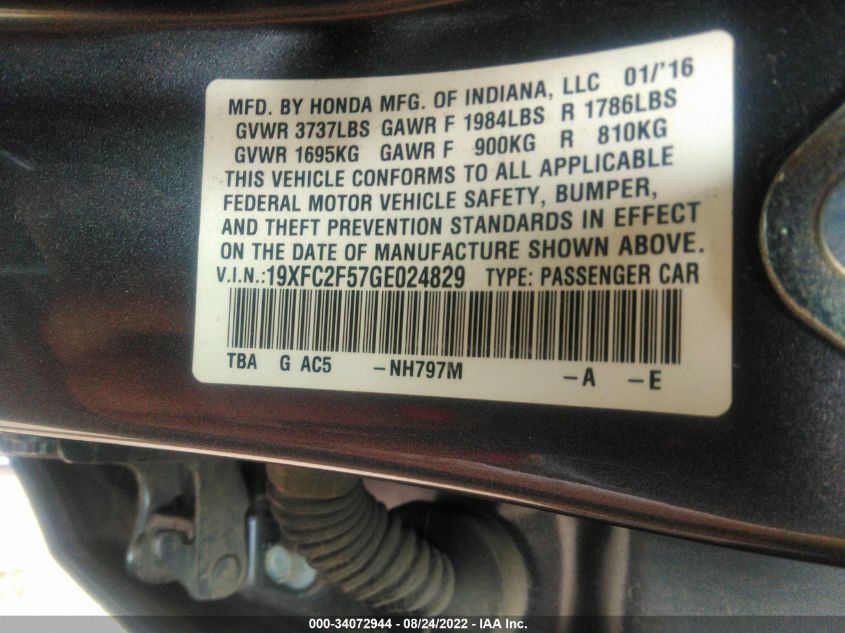 MFD. BY HONDA MFG. OF INDIANA, LLC 01/'16
GVWR 3737LBS GAWR F 1984LBS R 1786LBS
GVWR 1695KG GAWR F 900KG R 810KG
THIS VEHICLE CONFORMS TO ALL APPLICABLE
FEDERAL MOTOR VEHICLE SAFETY, BUMPER,
AND THEFT PREVENTION STANDARDS IN EFFECT
ON THE DATE OF MANUFACTURE SHOWN ABOVE.
V.I.N.:19XFC2F57GE024829 TYPE: PASSENGER CAR
TBA G AC5 -NH797M -A -E
000-34072944 - 08/24/2022 - IAA Inc.